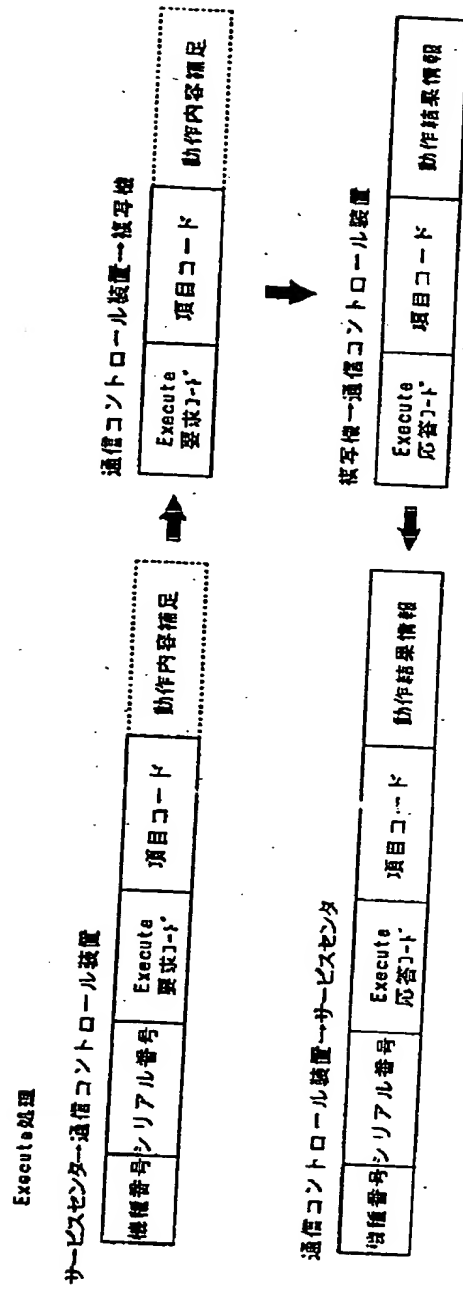 Execute処理
サービスセンタ→通信コントロール装置
機種番号 シリアル番号 Execute要求コード 項目コード 動作内容補足
通信コントロール装置→複写機
Execute要求コード 項目コード 動作内容補足
複写機→通信コントロール装置
Execute応答コード 項目コード 動作結果情報
通信コントロール装置→サービスセンタ
機種番号 シリアル番号 Execute応答コード 項目コード 動作結果情報